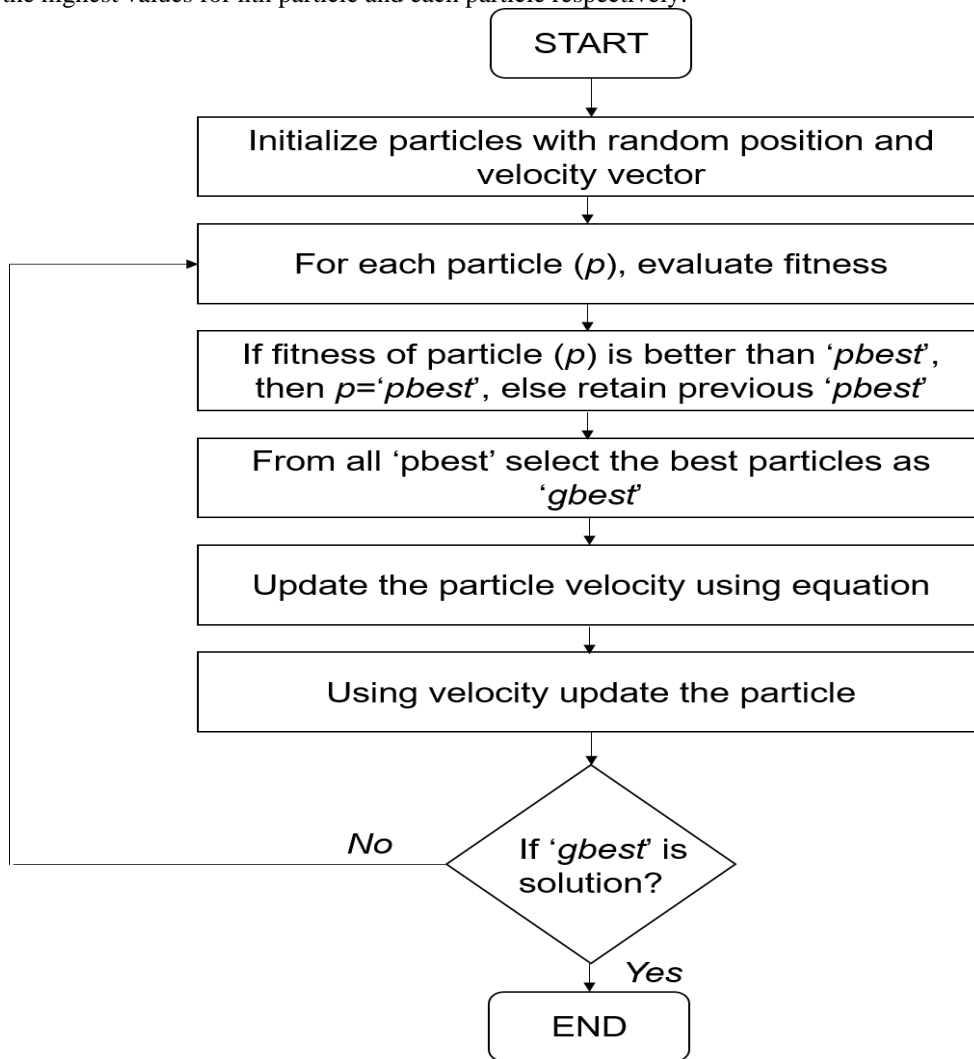 the highest values for nth particle and each particle respectively.
START
Initialize particles with random position and
velocity vector
For each particle (p), evaluate fitness
If fitness of particle (p) is better than ‘pbest’,
then p=‘pbest’, else retain previous ‘pbest’
From all ‘pbest’ select the best particles as
‘gbest’
Update the particle velocity using equation
Using velocity update the particle
No
If ‘gbest’ is
solution?
Yes
END